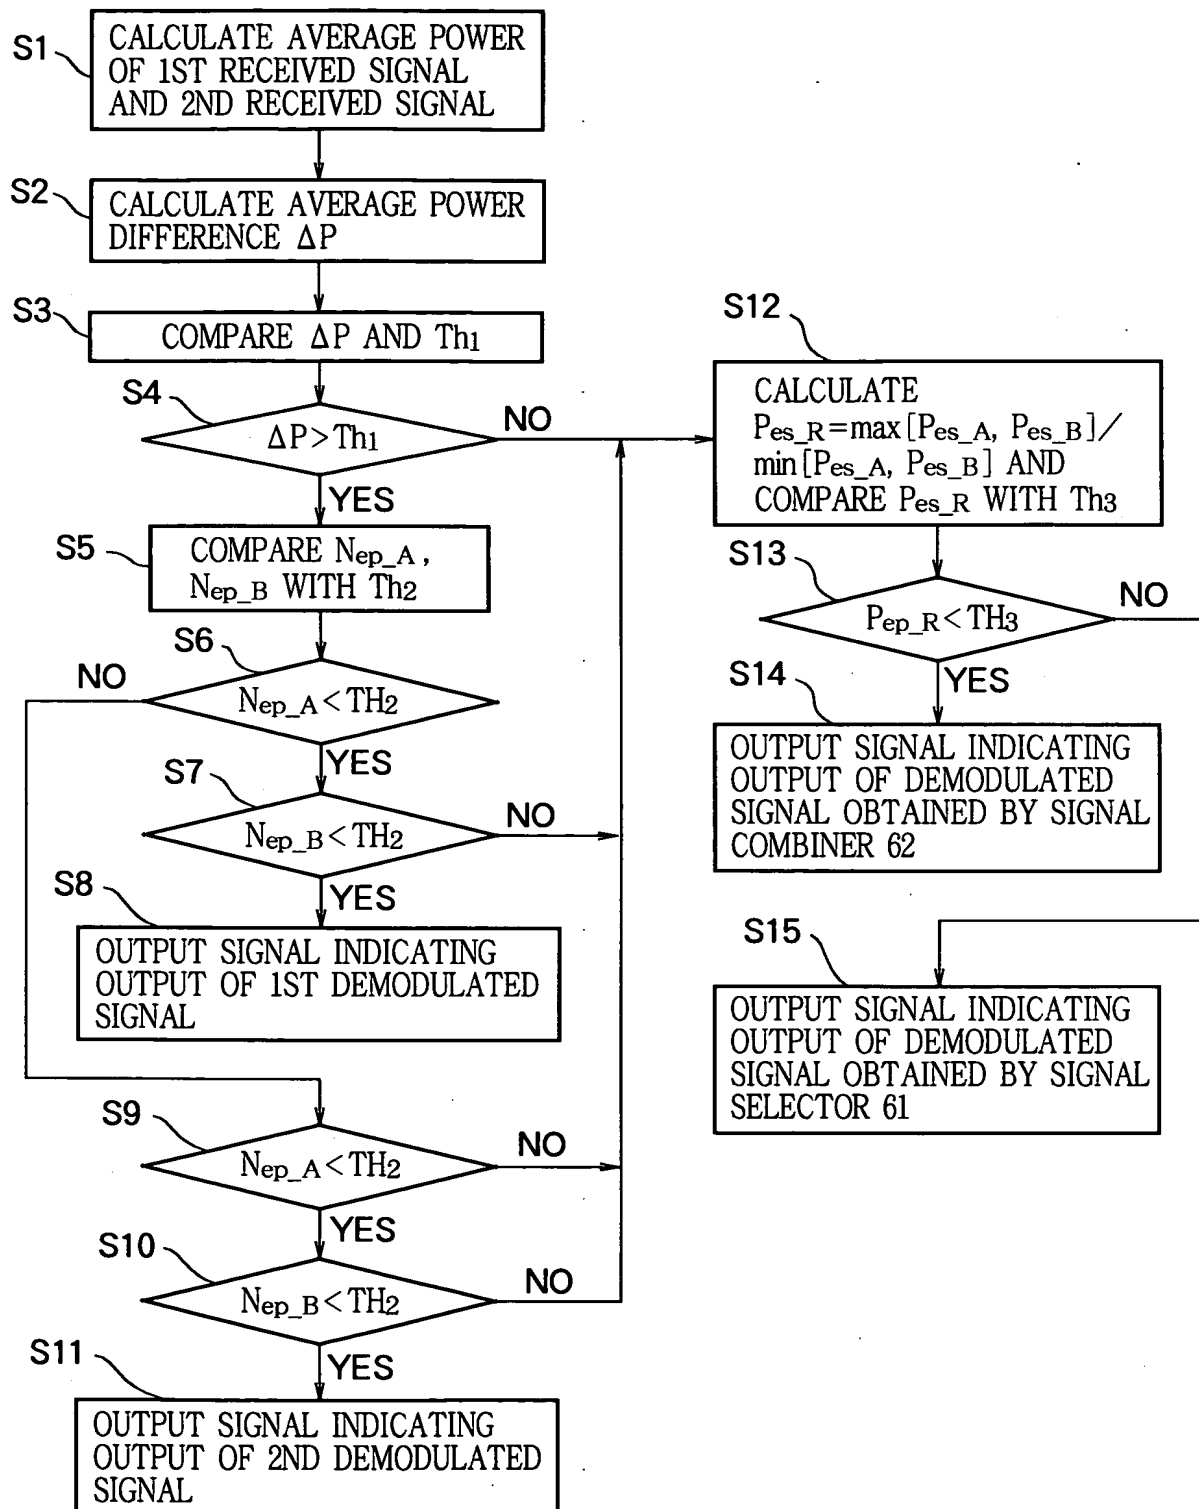 S1
CALCULATE AVERAGE POWER
OF 1ST RECEIVED SIGNAL
AND 2ND RECEIVED SIGNAL
S2
CALCULATE AVERAGE POWER
DIFFERENCE ΔP
S3
COMPARE ΔP AND Th1
S4
ΔP>Th1
NO
YES
S5
COMPARE Nep_A,
Nep_B WITH Th2
S6
NO
Nep_A<TH2
YES
S7
Nep_B<TH2
NO
YES
S8
OUTPUT SIGNAL INDICATING
OUTPUT OF 1ST DEMODULATED
SIGNAL
S9
Nep_A<TH2
NO
YES
S10
Nep_B<TH2
NO
YES
S11
OUTPUT SIGNAL INDICATING
OUTPUT OF 2ND DEMODULATED
SIGNAL
S12
CALCULATE
Pes_R=max[Pes_A, Pes_B]/
min[Pes_A, Pes_B] AND
COMPARE Pes_R WITH Th3
S13
Pep_R<TH3
NO
YES
S14
OUTPUT SIGNAL INDICATING
OUTPUT OF DEMODULATED
SIGNAL OBTAINED BY SIGNAL
COMBINER 62
S15
OUTPUT SIGNAL INDICATING
OUTPUT OF DEMODULATED
SIGNAL OBTAINED BY SIGNAL
SELECTOR 61